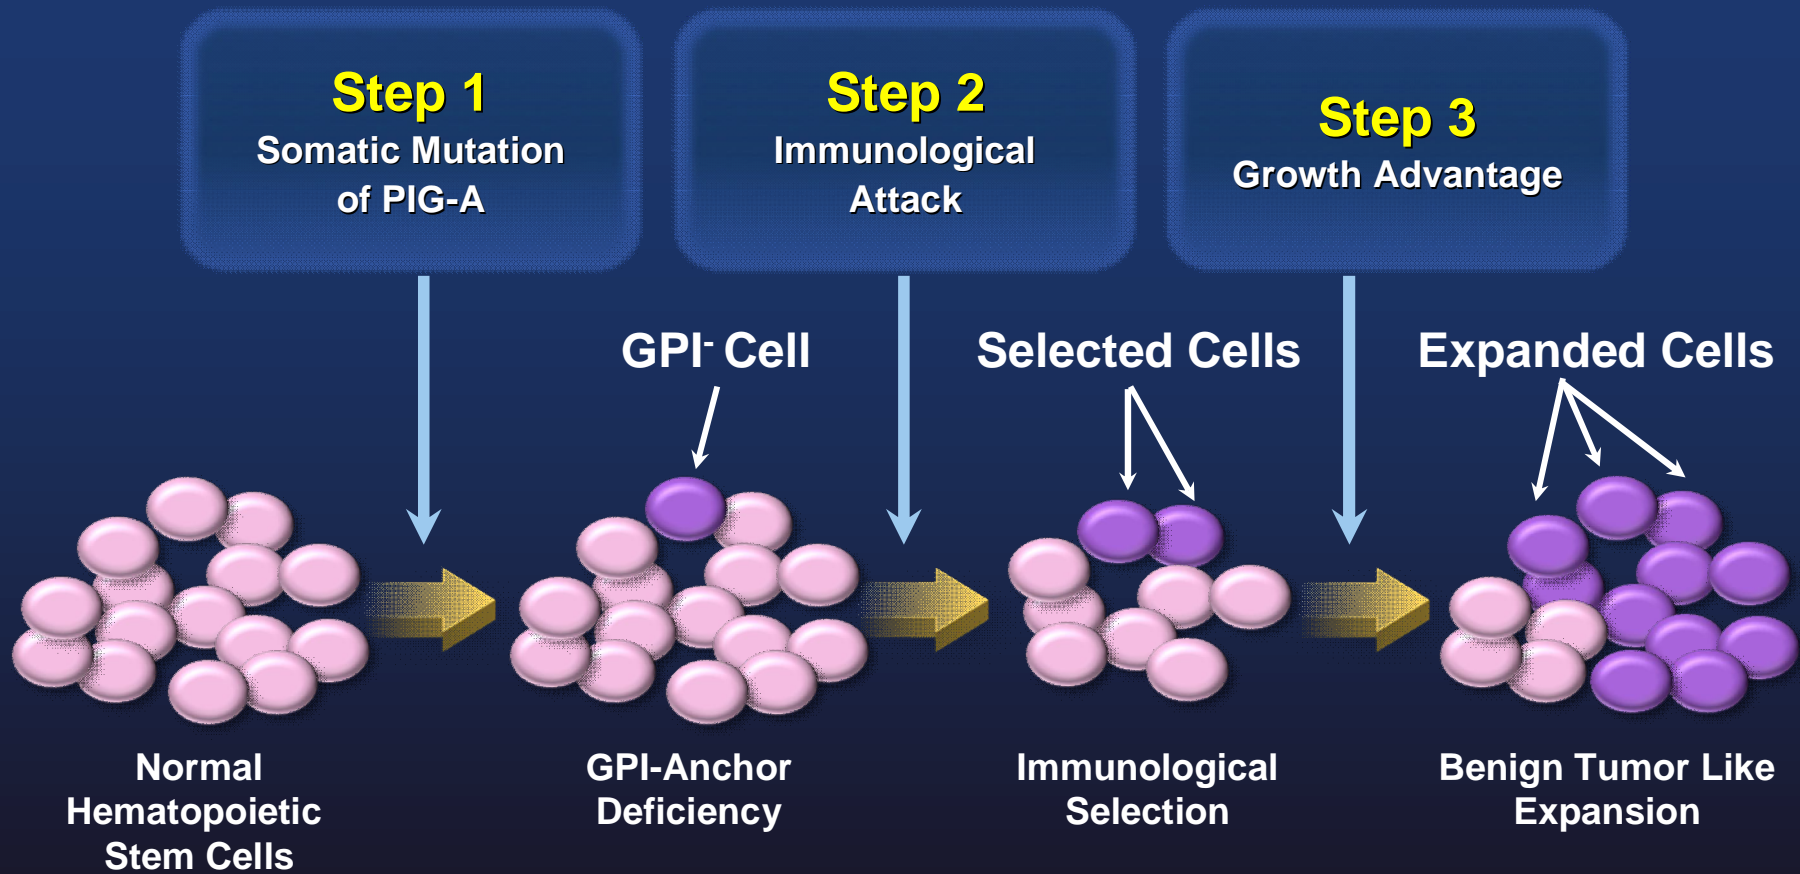 Step 1
Somatic Mutation
of PIG-A
Step 2
Immunological
Attack
Step 3
Growth Advantage
GPI- Cell
Selected Cells
Expanded Cells
Normal
Hematopoietic
Stem Cells
GPI-Anchor
Deficiency
Immunological
Selection
Benign Tumor Like
Expansion